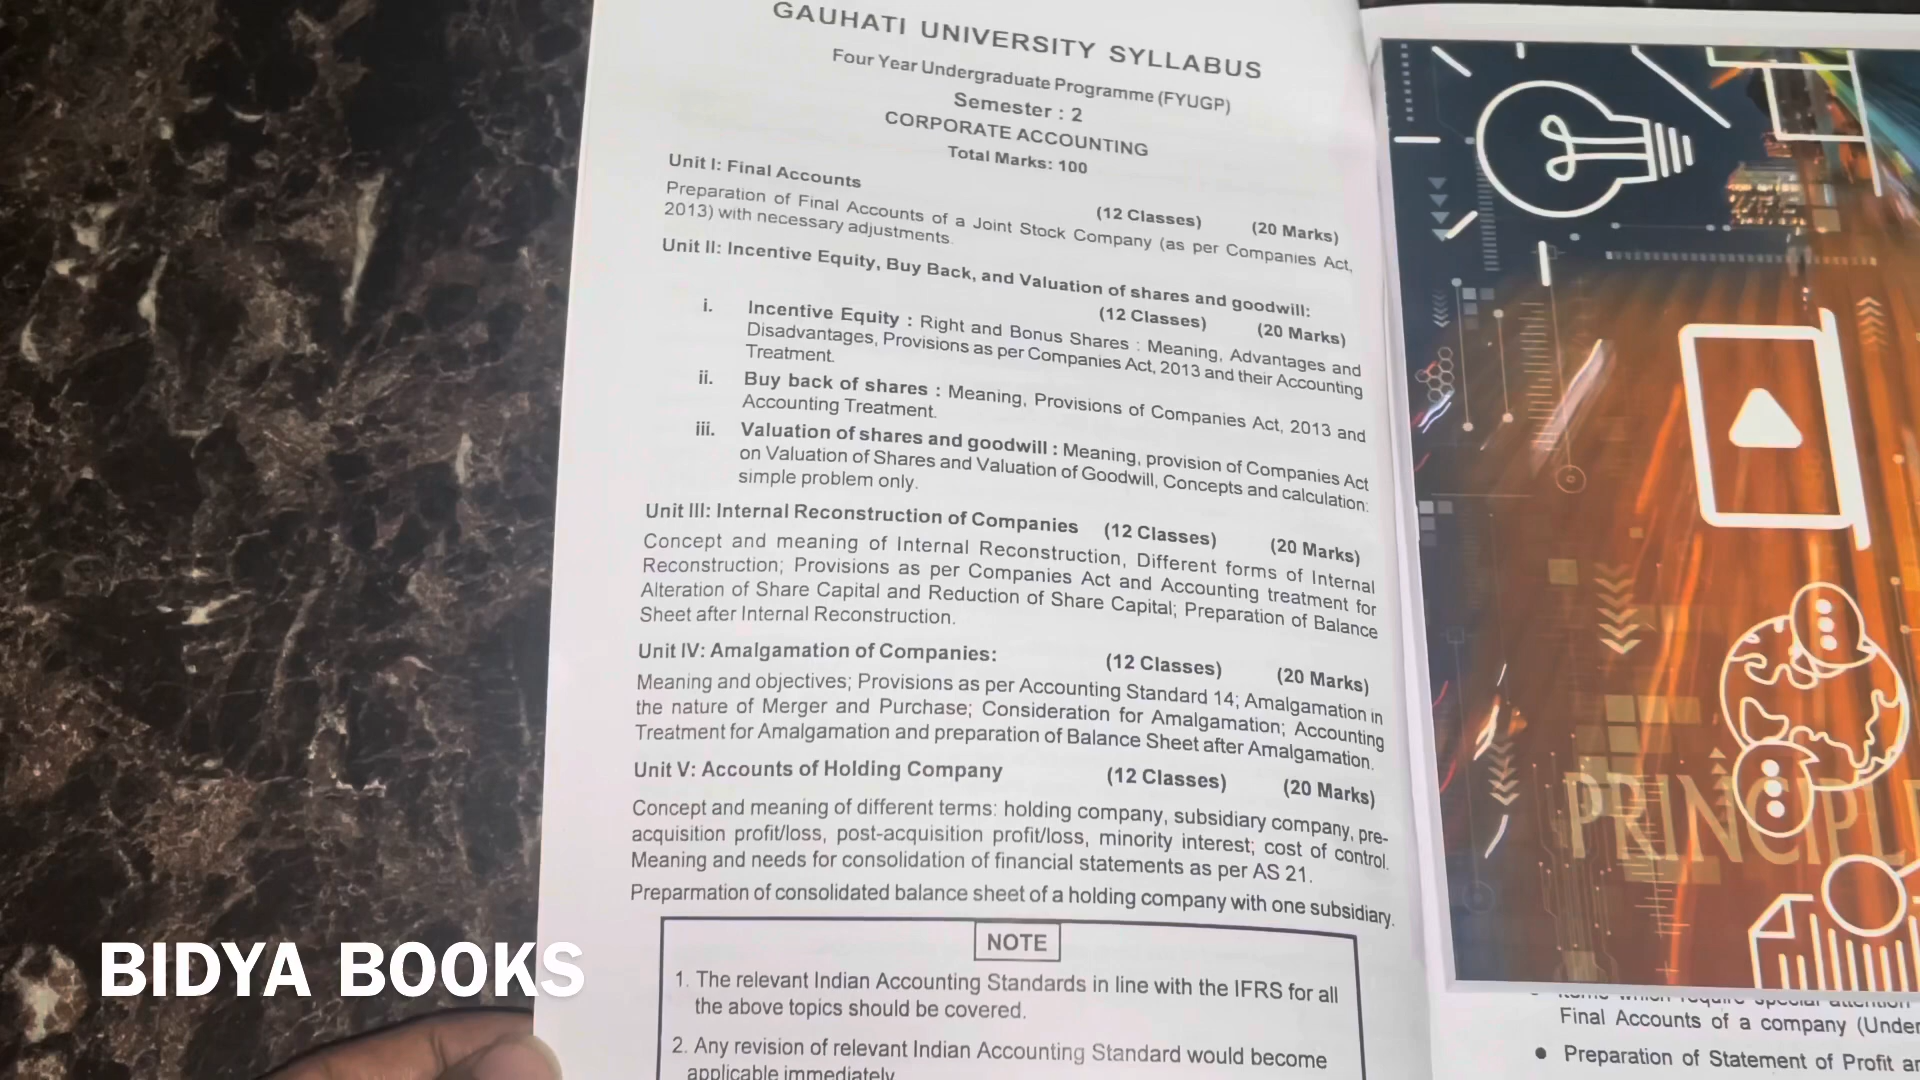 GAUHATI UNIVERSITY SYLLABUS
Four Year Undergraduate Programme (FYUGP)
Semester : 2
CORPORATE ACCOUNTING
Total Marks: 100
Unit I: Final Accounts
(12 Classes) (20 Marks)
Preparation of Final Accounts of a Joint Stock Company (as per Companies Act,
2013) with necessary adjustments.
Unit II: Incentive Equity, Buy Back, and Valuation of shares and goodwill:
(12 Classes) (20 Marks)
i. Incentive Equity : Right and Bonus Shares : Meaning, Advantages and
Disadvantages, Provisions as per Companies Act, 2013 and their Accounting
Treatment.
ii. Buy back of shares : Meaning, Provisions of Companies Act, 2013 and
Accounting Treatment.
iii. Valuation of shares and goodwill : Meaning, provision of Companies Act
on Valuation of Shares and Valuation of Goodwill, Concepts and calculation:
simple problem only.
Unit III: Internal Reconstruction of Companies (12 Classes) (20 Marks)
Concept and meaning of Internal Reconstruction, Different forms of Internal
Reconstruction; Provisions as per Companies Act and Accounting treatment for
Alteration of Share Capital and Reduction of Share Capital; Preparation of Balance
Sheet after Internal Reconstruction.
Unit IV: Amalgamation of Companies: (12 Classes) (20 Marks)
Meaning and objectives; Provisions as per Accounting Standard 14; Amalgamation in
the nature of Merger and Purchase; Consideration for Amalgamation; Accounting
Treatment for Amalgamation and preparation of Balance Sheet after Amalgamation.
Unit V: Accounts of Holding Company (12 Classes) (20 Marks)
Concept and meaning of different terms: holding company, subsidiary company, pre-
acquisition profit/loss, post-acquisition profit/loss, minority interest; cost of control.
Meaning and needs for consolidation of financial statements as per AS 21.
Preparmation of consolidated balance sheet of a holding company with one subsidiary.
NOTE
1. The relevant Indian Accounting Standards in line with the IFRS for all
the above topics should be covered.
2. Any revision of relevant Indian Accounting Standard would become
applicable immediately.
BIDYA BOOKS
PRINCIPLE
Items which require special attention
Final Accounts of a company (Under
● Preparation of Statement of Profit